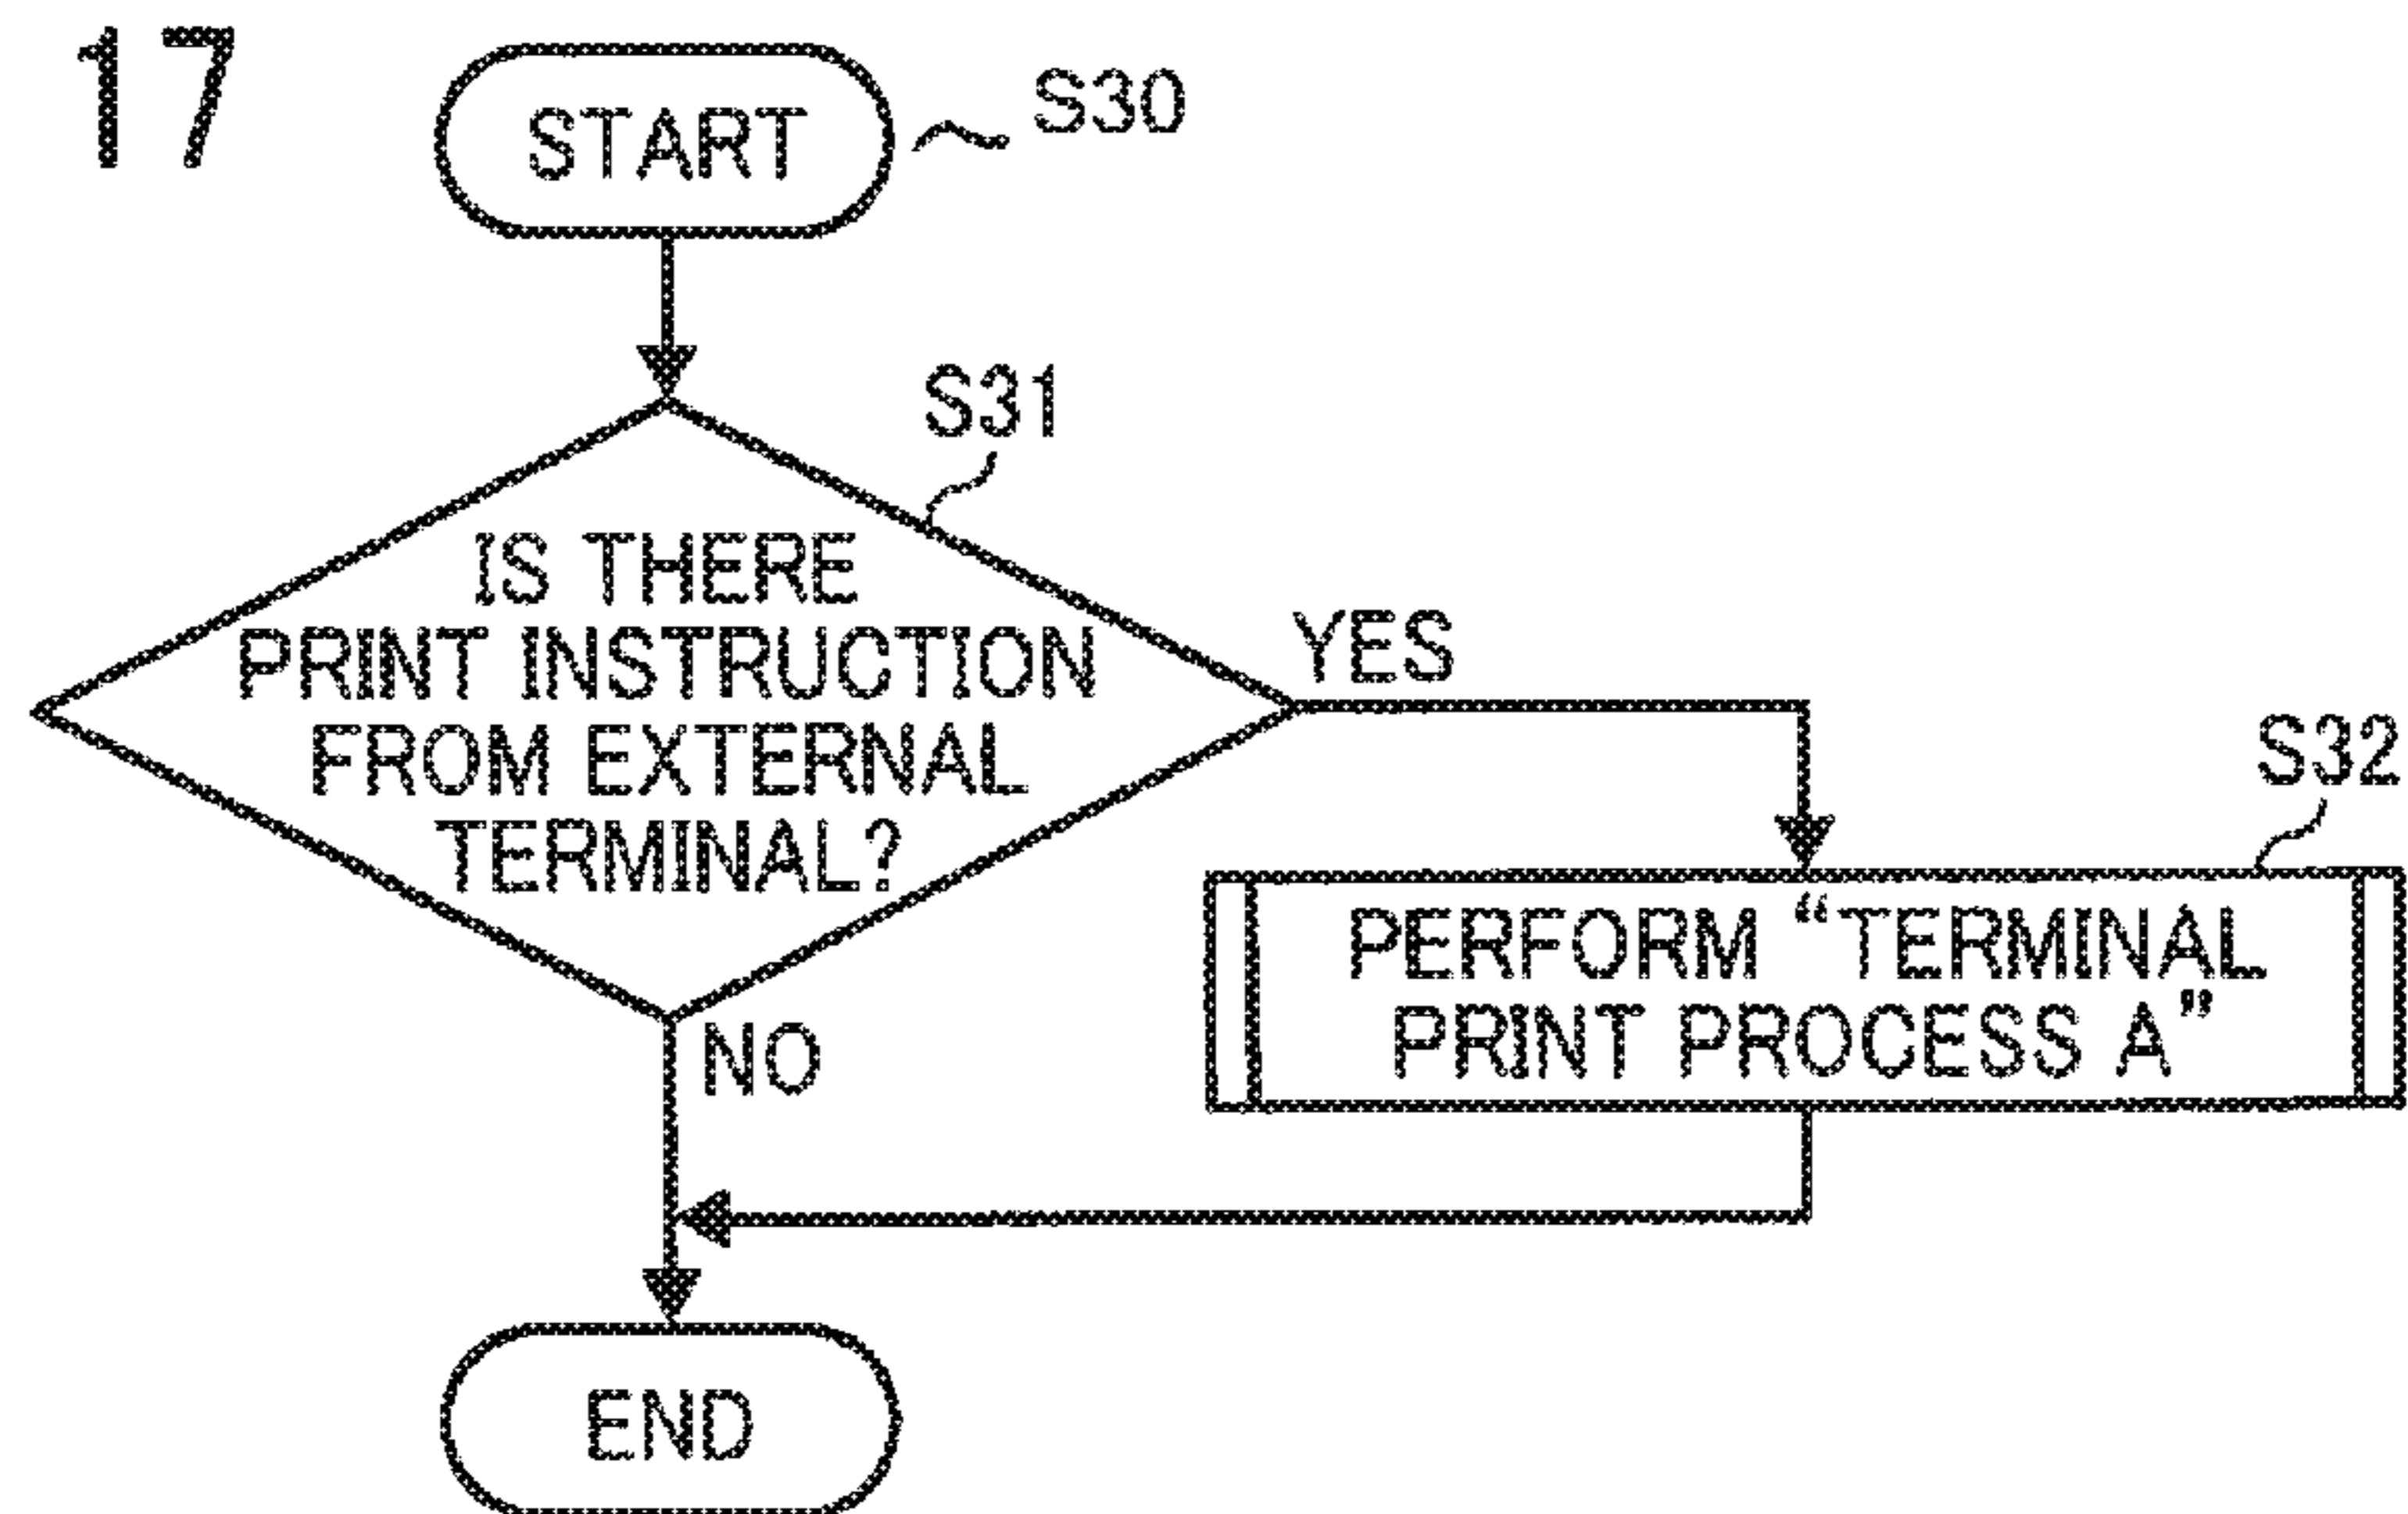 17
START
S30
S31
IS THERE
PRINT INSTRUCTION
FROM EXTERNAL
TERMINAL?
YES
S32
PERFORM “TERMINAL
PRINT PROCESS A”
NO
END